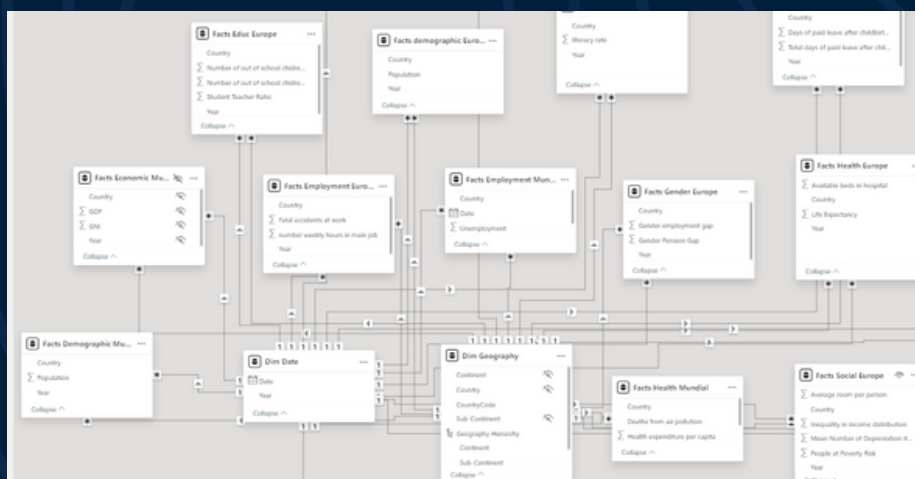 Facts Educ Europe
Country
Number of out of school childre...
Number of out of school childre...
Student Teacher Ratio
Year
Collapse
Facts demographic Euro...
Country
Population
Year
Collapse
Country
literacy rate
Year
Collapse
Country
Days of paid leave after childbirt...
Total days of paid leave after chil...
Year
Collapse
Facts Economic Mu...
Country
GDP
GNI
Year
Collapse
Facts Employment Euro...
Country
Fatal accidents at work
number weekly hours in main job
Year
Collapse
Facts Employment Mun...
Country
Date
Unemployment
Collapse
Facts Gender Europe
Country
Gender employment gap
Gender Pension Gap
Year
Collapse
Facts Health Europe
Available beds in hospital
Country
Life Expectancy
Year
Collapse
Facts Demographic Mu...
Country
Population
Year
Collapse
Dim Date
Date
Year
Collapse
Dim Geography
Continent
Country
CountryCode
Sub Continent
Geography Hierarchy
Continent
Sub Continent
Collapse
Facts Health Mundial
Country
Deaths from air pollution
Health expenditure per capita
Collapse
Facts Social Europe
Average room per person
Country
Inequality in income distribution
Mean Number of Deprivation it...
People at Poverty Risk
Year